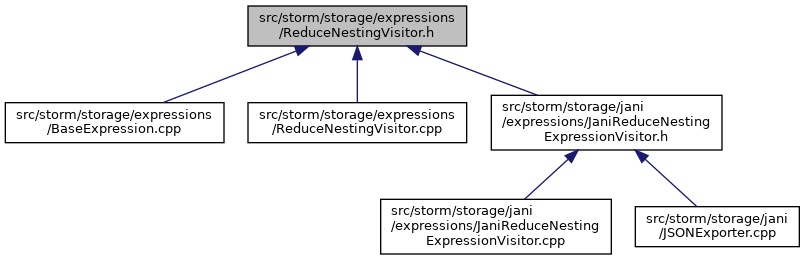 src/storm/storage/expressions
/ReduceNestingVisitor.h
src/storm/storage/expressions
/BaseExpression.cpp
src/storm/storage/expressions
/ReduceNestingVisitor.cpp
src/storm/storage/jani
/expressions/JaniReduceNesting
ExpressionVisitor.h
src/storm/storage/jani
/expressions/JaniReduceNesting
ExpressionVisitor.cpp
src/storm/storage/jani
/JSONExporter.cpp